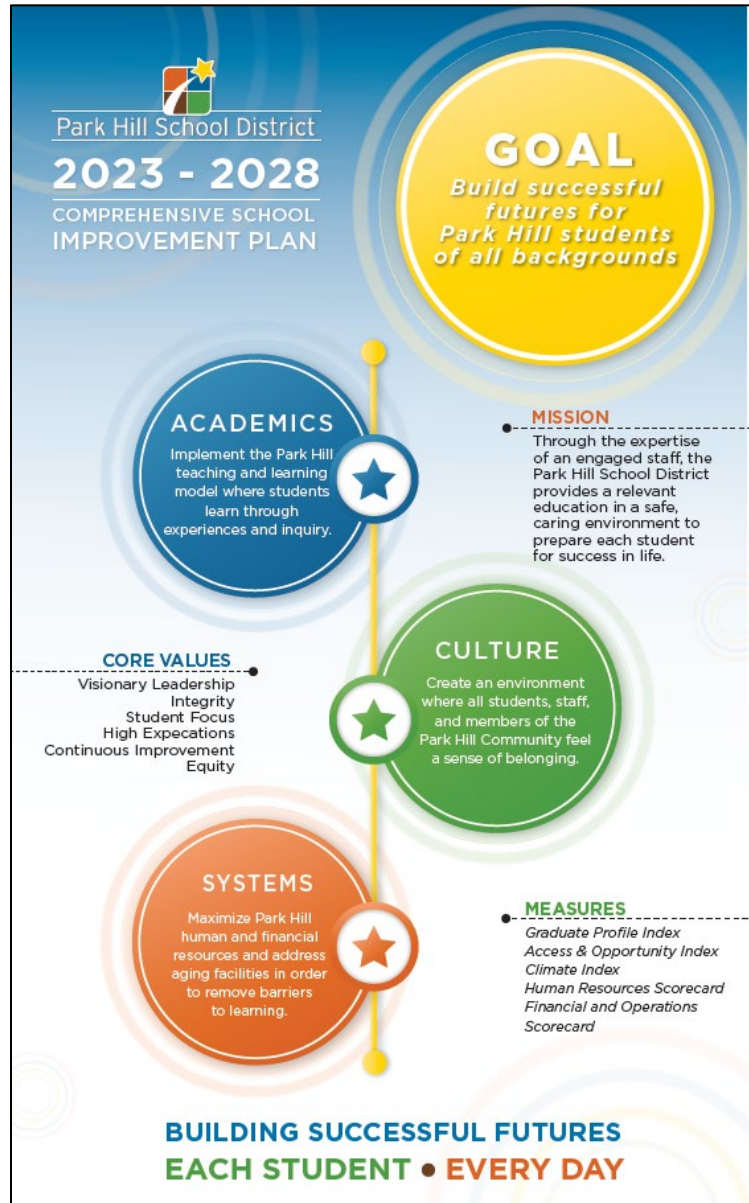 Park Hill School District
2023 - 2028
COMPREHENSIVE SCHOOL
IMPROVEMENT PLAN
GOAL
Build successful
futures for
Park Hill students
of all backgrounds
ACADEMICS
Implement the Park Hill
teaching and learning
model where students
learn through
experiences and inquiry.
MISSION
Through the expertise
of an engaged staff, the
Park Hill School District
provides a relevant
education in a safe,
caring environment to
prepare each student
for success in life.
CORE VALUES
Visionary Leadership
Integrity
Student Focus
High Expecations
Continuous Improvement
Equity
CULTURE
Create an environment
where all students, staff,
and members of the
Park Hill Community feel
a sense of belonging.
SYSTEMS
Maximize Park Hill
human and financial
resources and address
aging facilities in order
to remove barriers
to learning.
MEASURES
Graduate Profile Index
Access & Opportunity Index
Climate Index
Human Resources Scorecard
Financial and Operations
Scorecard
BUILDING SUCCESSFUL FUTURES
EACH STUDENT • EVERY DAY